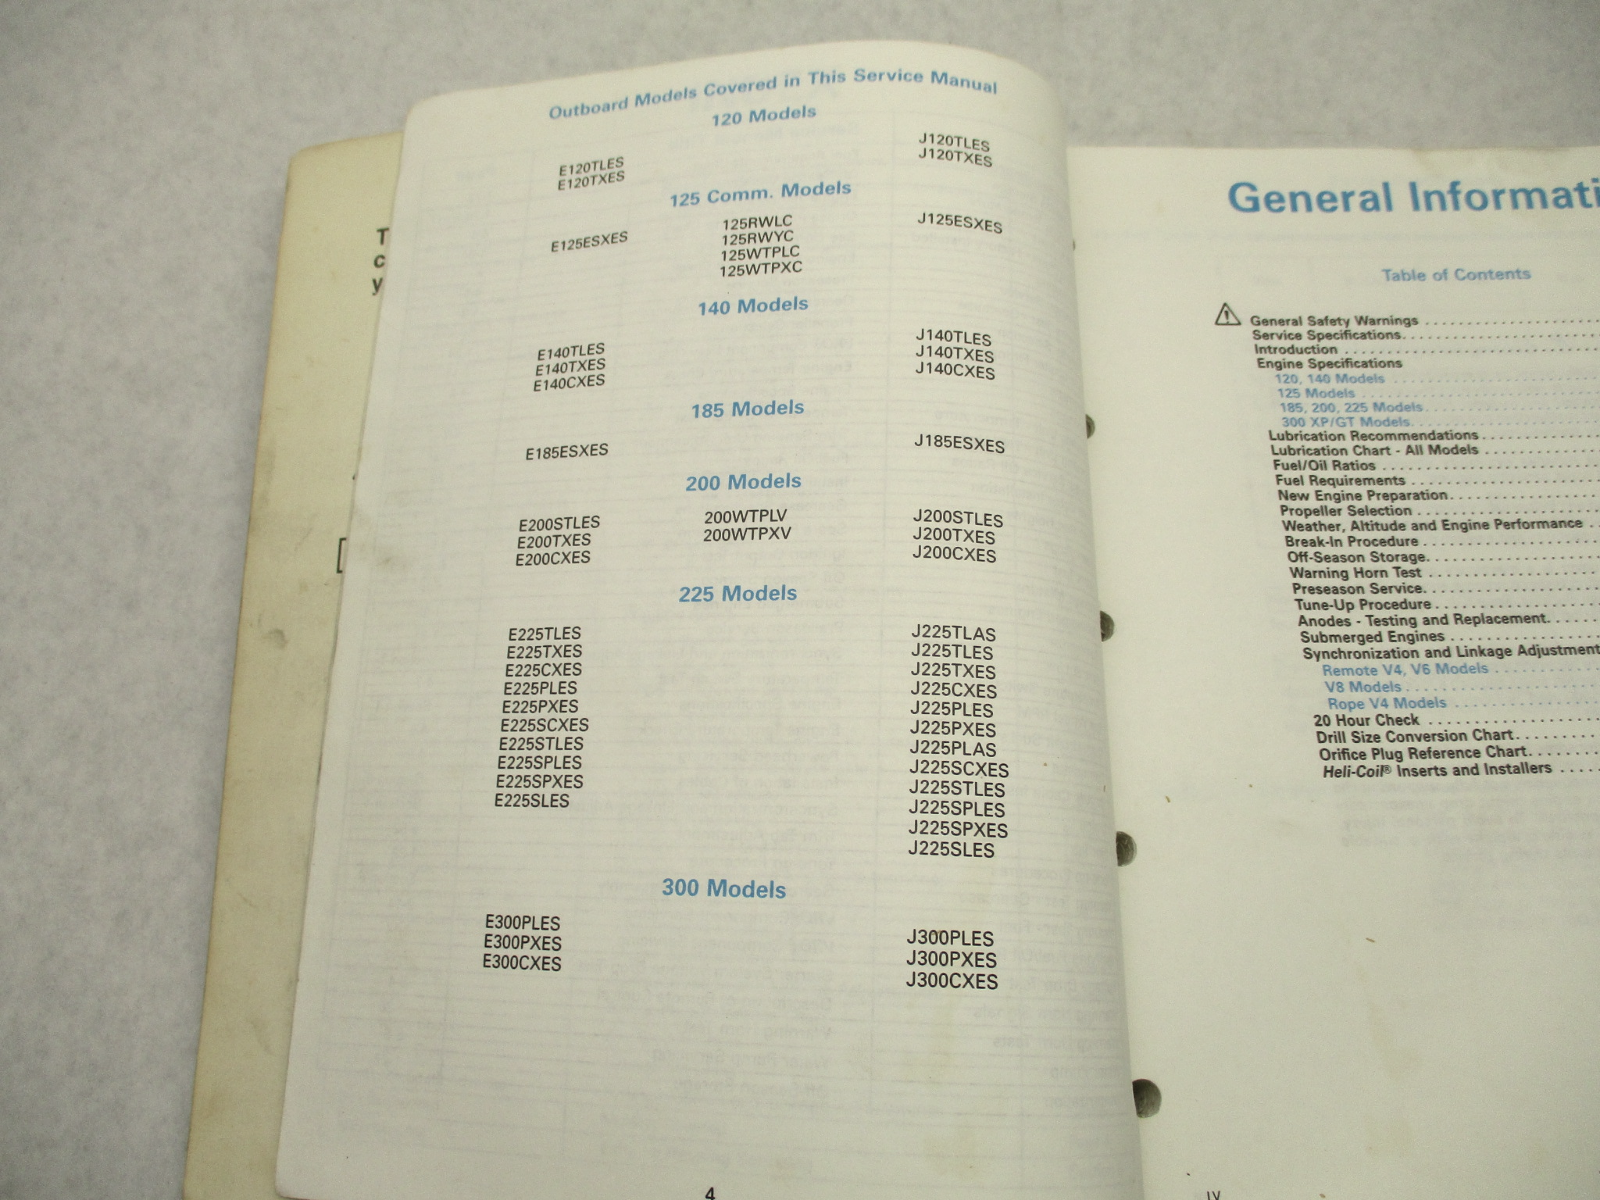 T
c
y
[
Outboard Models Covered in This Service Manual
120 Models
E120TLES J120TLES
E120TXES J120TXES
125 Comm. Models
E125ESXES 125RWLC J125ESXES
125RWYC
125WTPLC
125WTPXC
140 Models
E140TLES J140TLES
E140TXES J140TXES
E140CXES J140CXES
185 Models
E185ESXES J185ESXES
200 Models
E200STLES 200WTPLV J200STLES
E200TXES 200WTPXV J200TXES
E200CXES J200CXES
225 Models
E225TLES J225TLAS
E225TXES J225TLES
E225CXES J225TXES
E225PLES J225CXES
E225PXES J225PLES
E225SCXES J225PXES
E225STLES J225PLAS
E225SPLES J225SCXES
E225SPXES J225STLES
E225SLES J225SPLES
J225SPXES
J225SLES
300 Models
E300PLES J300PLES
E300PXES J300PXES
E300CXES J300CXES
4
General Informati
Table of Contents
General Safety Warnings
Service Specifications
Introduction
Engine Specifications
120, 140 Models
125 Models
185, 200, 225 Models
300 XP/GT Models
Lubrication Recommendations
Lubrication Chart - All Models
Fuel/Oil Ratios
Fuel Requirements
New Engine Preparation
Propeller Selection
Weather, Altitude and Engine Performance
Break-In Procedure
Off-Season Storage
Warning Horn Test
Preseason Service
Tune-Up Procedure
Anodes - Testing and Replacement
Submerged Engines
Synchronization and Linkage Adjustment
Remote V4, V6 Models
V8 Models
Rope V4 Models
20 Hour Check
Drill Size Conversion Chart
Orifice Plug Reference Chart
Heli-Coil® Inserts and Installers